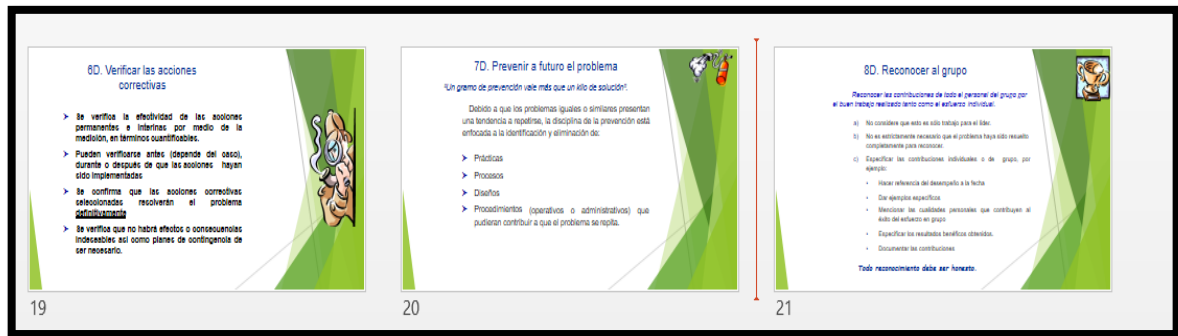 6D. Verificar las acciones
correctivas
Se verifica la efectividad de las acciones
permanentes e interinas por medio de la
medición, en términos cuantificables.
Pueden verificarse antes (depende del caso),
durante o después de que las acciones hayan
sido implementadas
Se confirma que las acciones correctivas
seleccionadas resolverán el problema
definitivamente
Se verifica que no habrá efectos o consecuencias
indeseables así como planes de contingencia de
ser necesario.
19
7D. Prevenir a futuro el problema
"Un gramo de prevención vale más que un kilo de solución".
Debido a que los problemas iguales o similares presentan
una tendencia a repetirse, la disciplina de la prevención está
enfocada a la identificación y eliminación de:
Prácticas
Procesos
Diseños
Procedimientos (operativos o administrativos) que
pudieran contribuir a que el problema se repita.
20
8D. Reconocer al grupo
Reconocer las contribuciones de todo el personal del grupo por
el buen trabajo realizado tanto como el esfuerzo individual.
a) No considere que esto es sólo trabajo para el líder.
b) No es estrictamente necesario que el problema haya sido resuelto
completamente para reconocer.
c) Especificar las contribuciones individuales o de grupo, por
ejemplo:
• Hacer referencia del desempeño a la fecha
• Dar ejemplos específicos
• Mencionar las cualidades personales que contribuyen al
éxito del esfuerzo en grupo
• Especificar los resultados benéficos obtenidos.
• Documentar las contribuciones
Todo reconocimiento debe ser honesto.
21